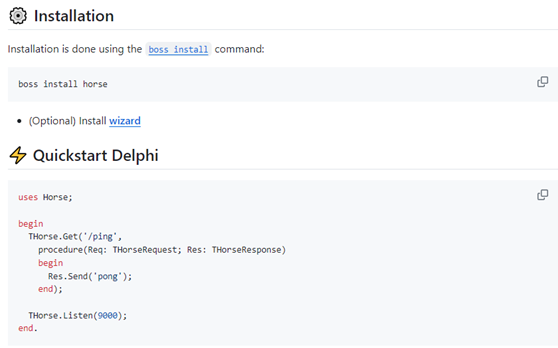 Installation
Installation is done using the boss install command:
boss install horse
(Optional) Install wizard
Quickstart Delphi
uses Horse;
begin
  THorse.Get('/ping',
    procedure(Req: THorseRequest; Res: THorseResponse)
    begin
      Res.Send('pong');
    end);
  THorse.Listen(9000);
end.